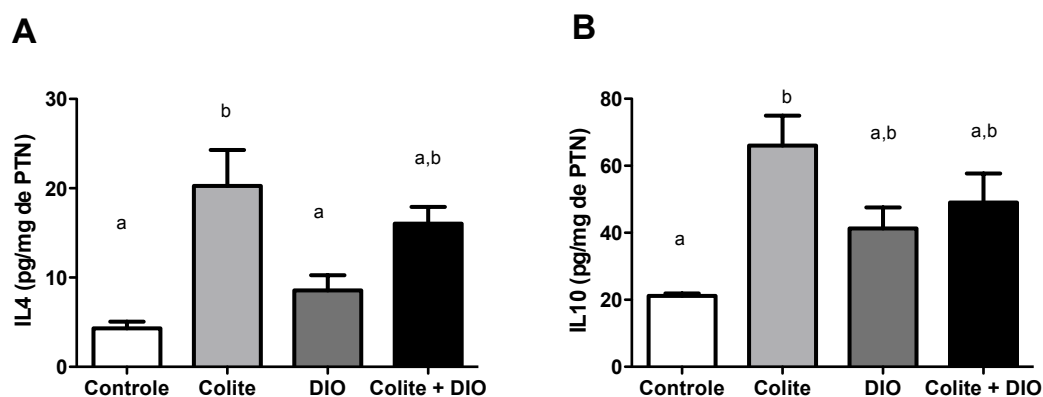 A
IL4 (pg/mg de PTN)
30
20
10
0
a
b
a
a,b
Controle
Colite
DIO
Colite + DIO
B
IL10 (pg/mg de PTN)
80
60
40
20
0
a
b
a,b
a,b
Controle
Colite
DIO
Colite + DIO